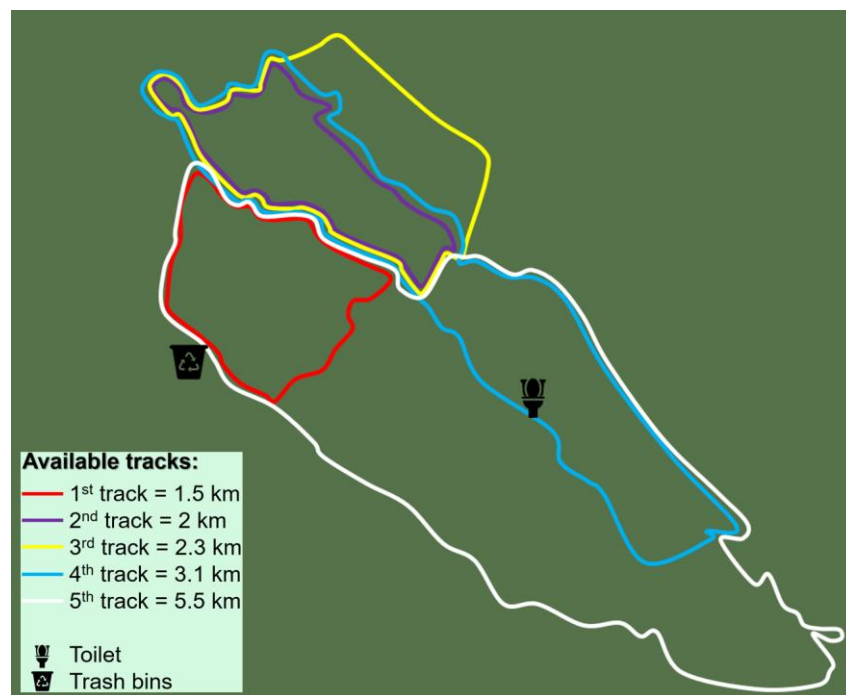 Available tracks:
1st track = 1.5 km
2nd track = 2 km
3rd track = 2.3 km
4th track = 3.1 km
5th track = 5.5 km
Toilet
Trash bins